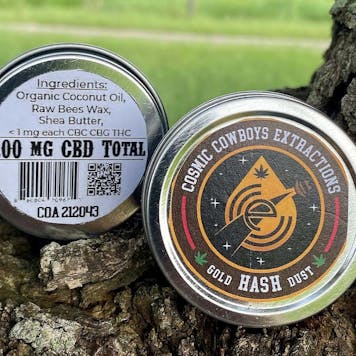 Ingredients:
Organic Coconut Oil,
Raw Bees Wax,
Shea Butter,
< 1 mg each CBC CBG THC
00 MG CBD TOTAL
COA 212043
COSMIC COWBOYS EXTRACTIONS
GOLD HASH DUST